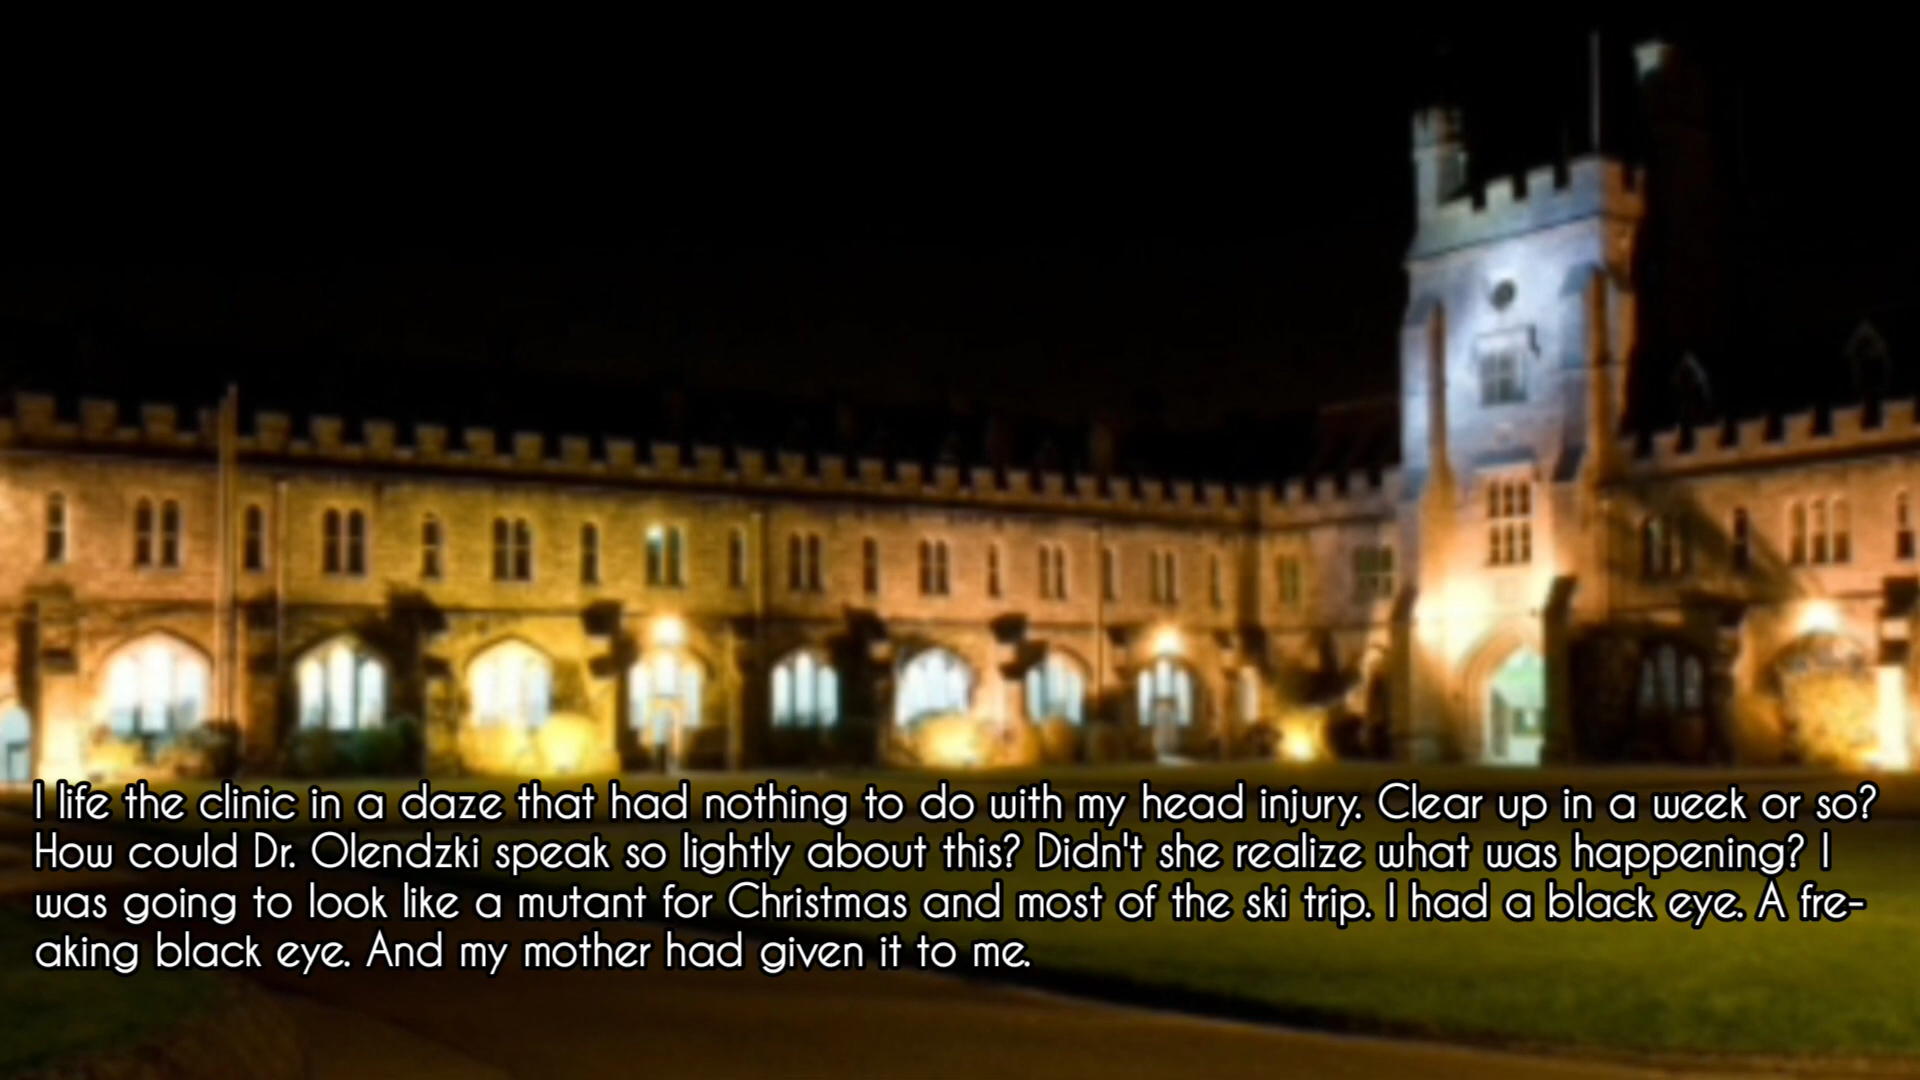 I life the clinic in a daze that had nothing to do with my head injury. Clear up in a week or so?
How could Dr. Olendzki speak so lightly about this? Didn't she realize what was happening? I
was going to look like a mutant for Christmas and most of the ski trip. I had a black eye. A fre-
aking black eye. And my mother had given it to me.